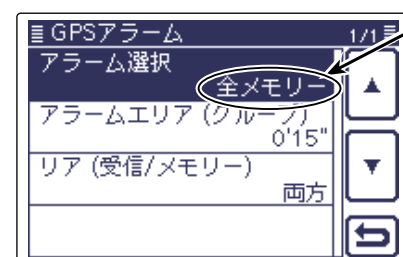 GPSアラーム 1/1
アラーム選択
全メモリー
アラームエリア (グループ)
0'15"
リア (受信/メモリー)
両方